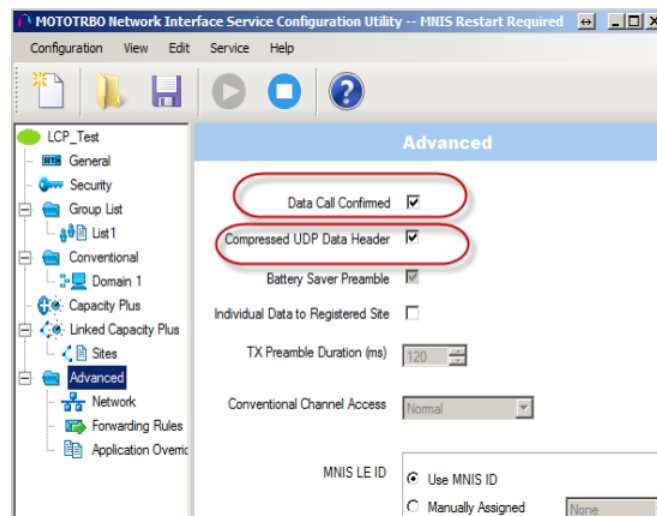 MOTOTRBO Network Interface Service Configuration Utility -- MNIS Restart Required
Configuration View Edit Service Help
LCP_Test
General
Security
Group List
List1
Conventional
Domain 1
Capacity Plus
Linked Capacity Plus
Sites
Advanced
Network
Forwarding Rules
Application Overric
Advanced
Data Call Confirmed
Compressed UDP Data Header
Battery Saver Preamble
Individual Data to Registered Site
TX Preamble Duration (ms) 120
Conventional Channel Access Normal
MNIS LE ID Use MNIS ID
Manually Assigned None